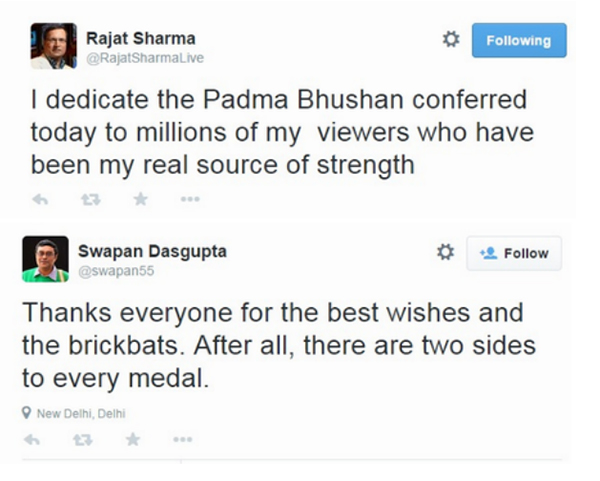 Rajat Sharma
@RajatSharmaLive
Following
I dedicate the Padma Bhushan conferred
today to millions of my viewers who have
been my real source of strength
Swapan Dasgupta
@swapan55
Follow
Thanks everyone for the best wishes and
the brickbats. After all, there are two sides
to every medal.
New Delhi, Delhi